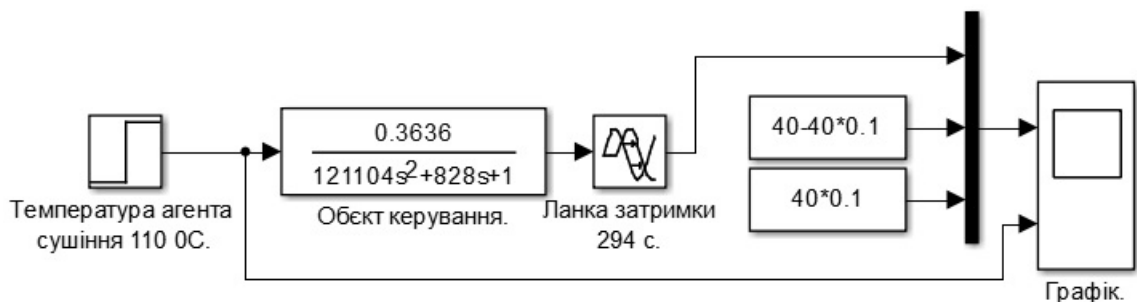 40-40*0.1
0.3636
121104s²+828s+1
40*0.1
Температура агента
сушіння 110 0С.
Обєкт керування.
Ланка затримки
294 с.
Графік.